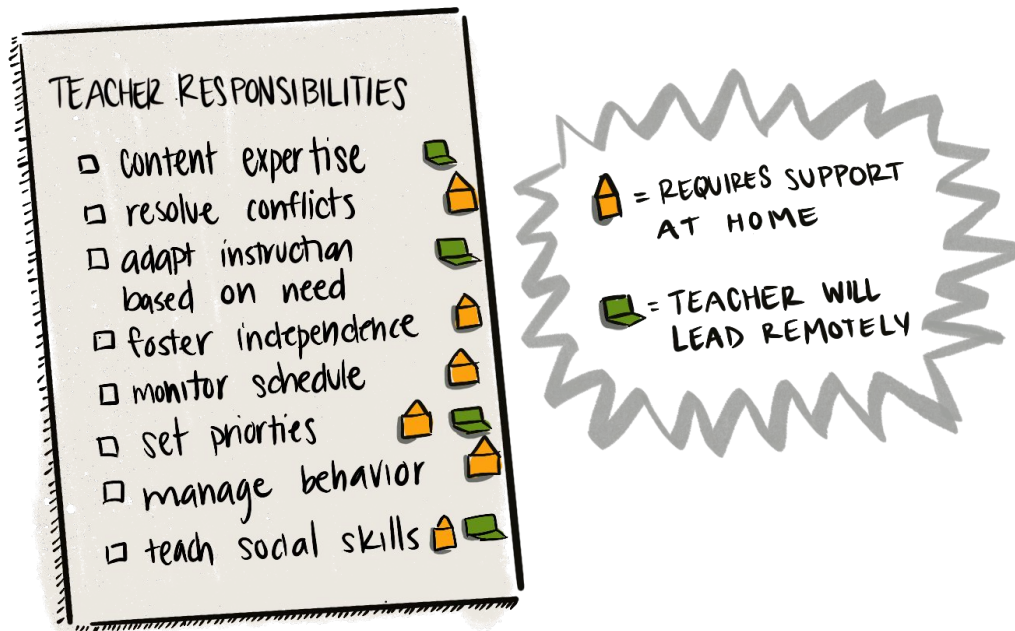 TEACHER RESPONSIBILITIES
content expertise
resolve conflicts
adapt instruction
based on need
foster independence
monitor schedule
set priorties
manage behavior
teach social skills
= REQUIRES SUPPORT
AT HOME
= TEACHER WILL
LEAD REMOTELY